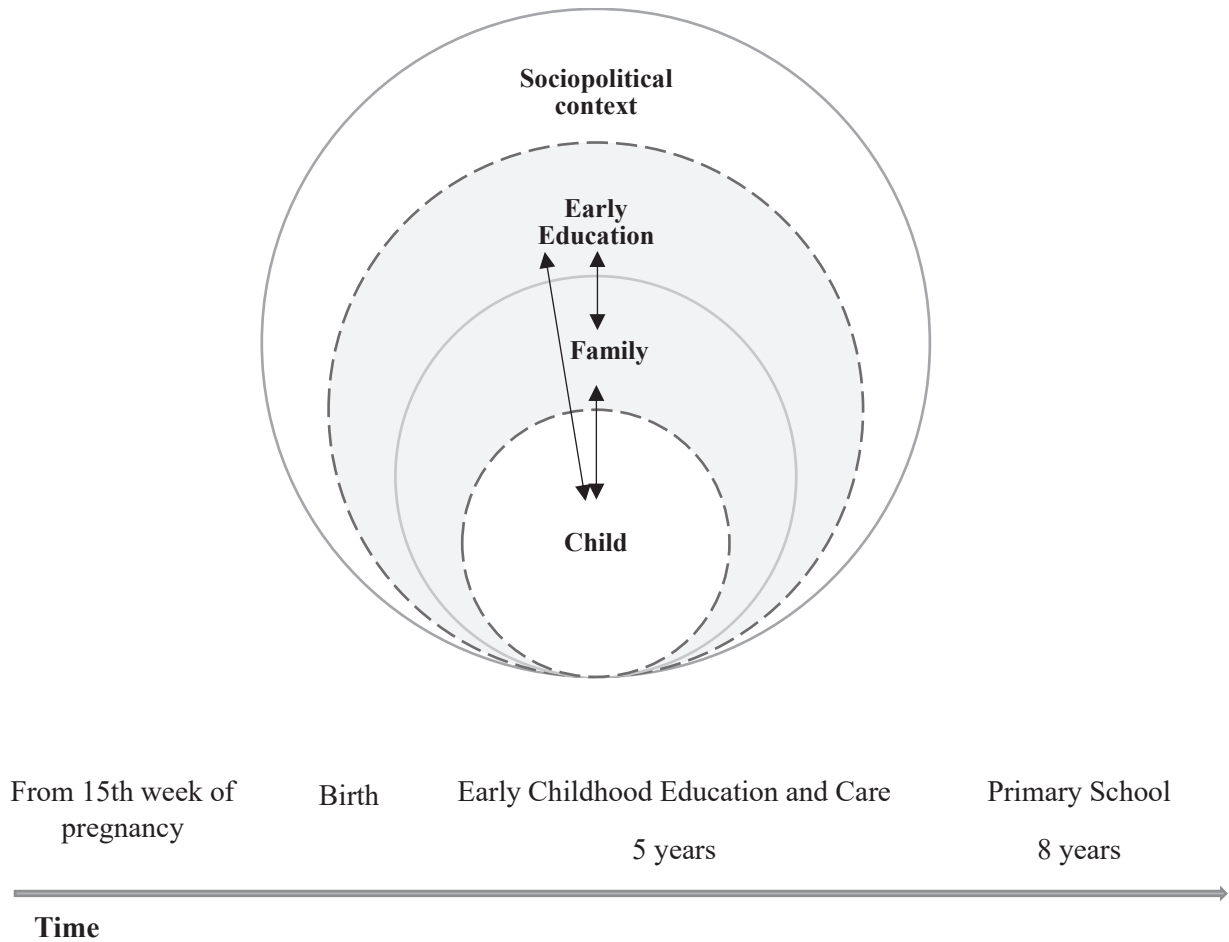 Sociopolitical
context
Early
Education
Family
Child
From 15th week of
pregnancy
Birth
Early Childhood Education and Care
5 years
Primary School
8 years
Time